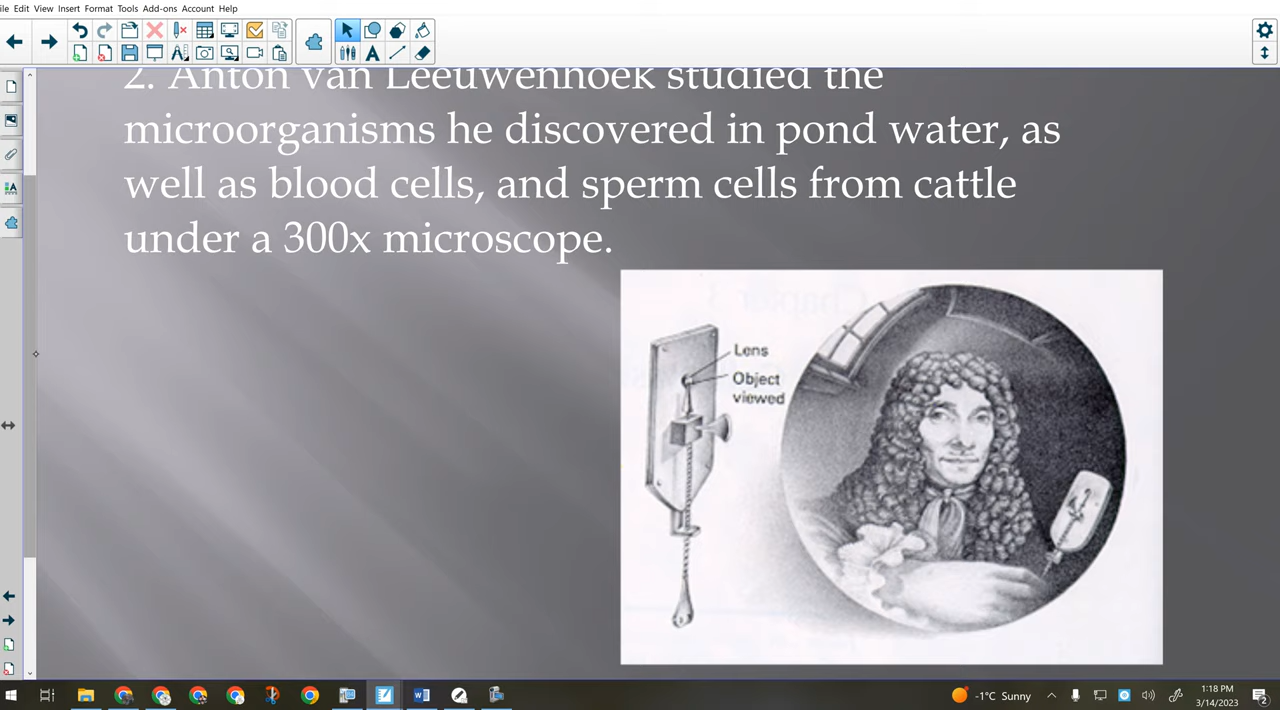 ile Edit View Insert Format Tools Add-ons Account Help
2. Anton van Leeuwenhoek studied the
microorganisms he discovered in pond water, as
well as blood cells, and sperm cells from cattle
under a 300x microscope.
Lens
Object
viewed
-1°C Sunny
1:18 PM
3/14/2023
2